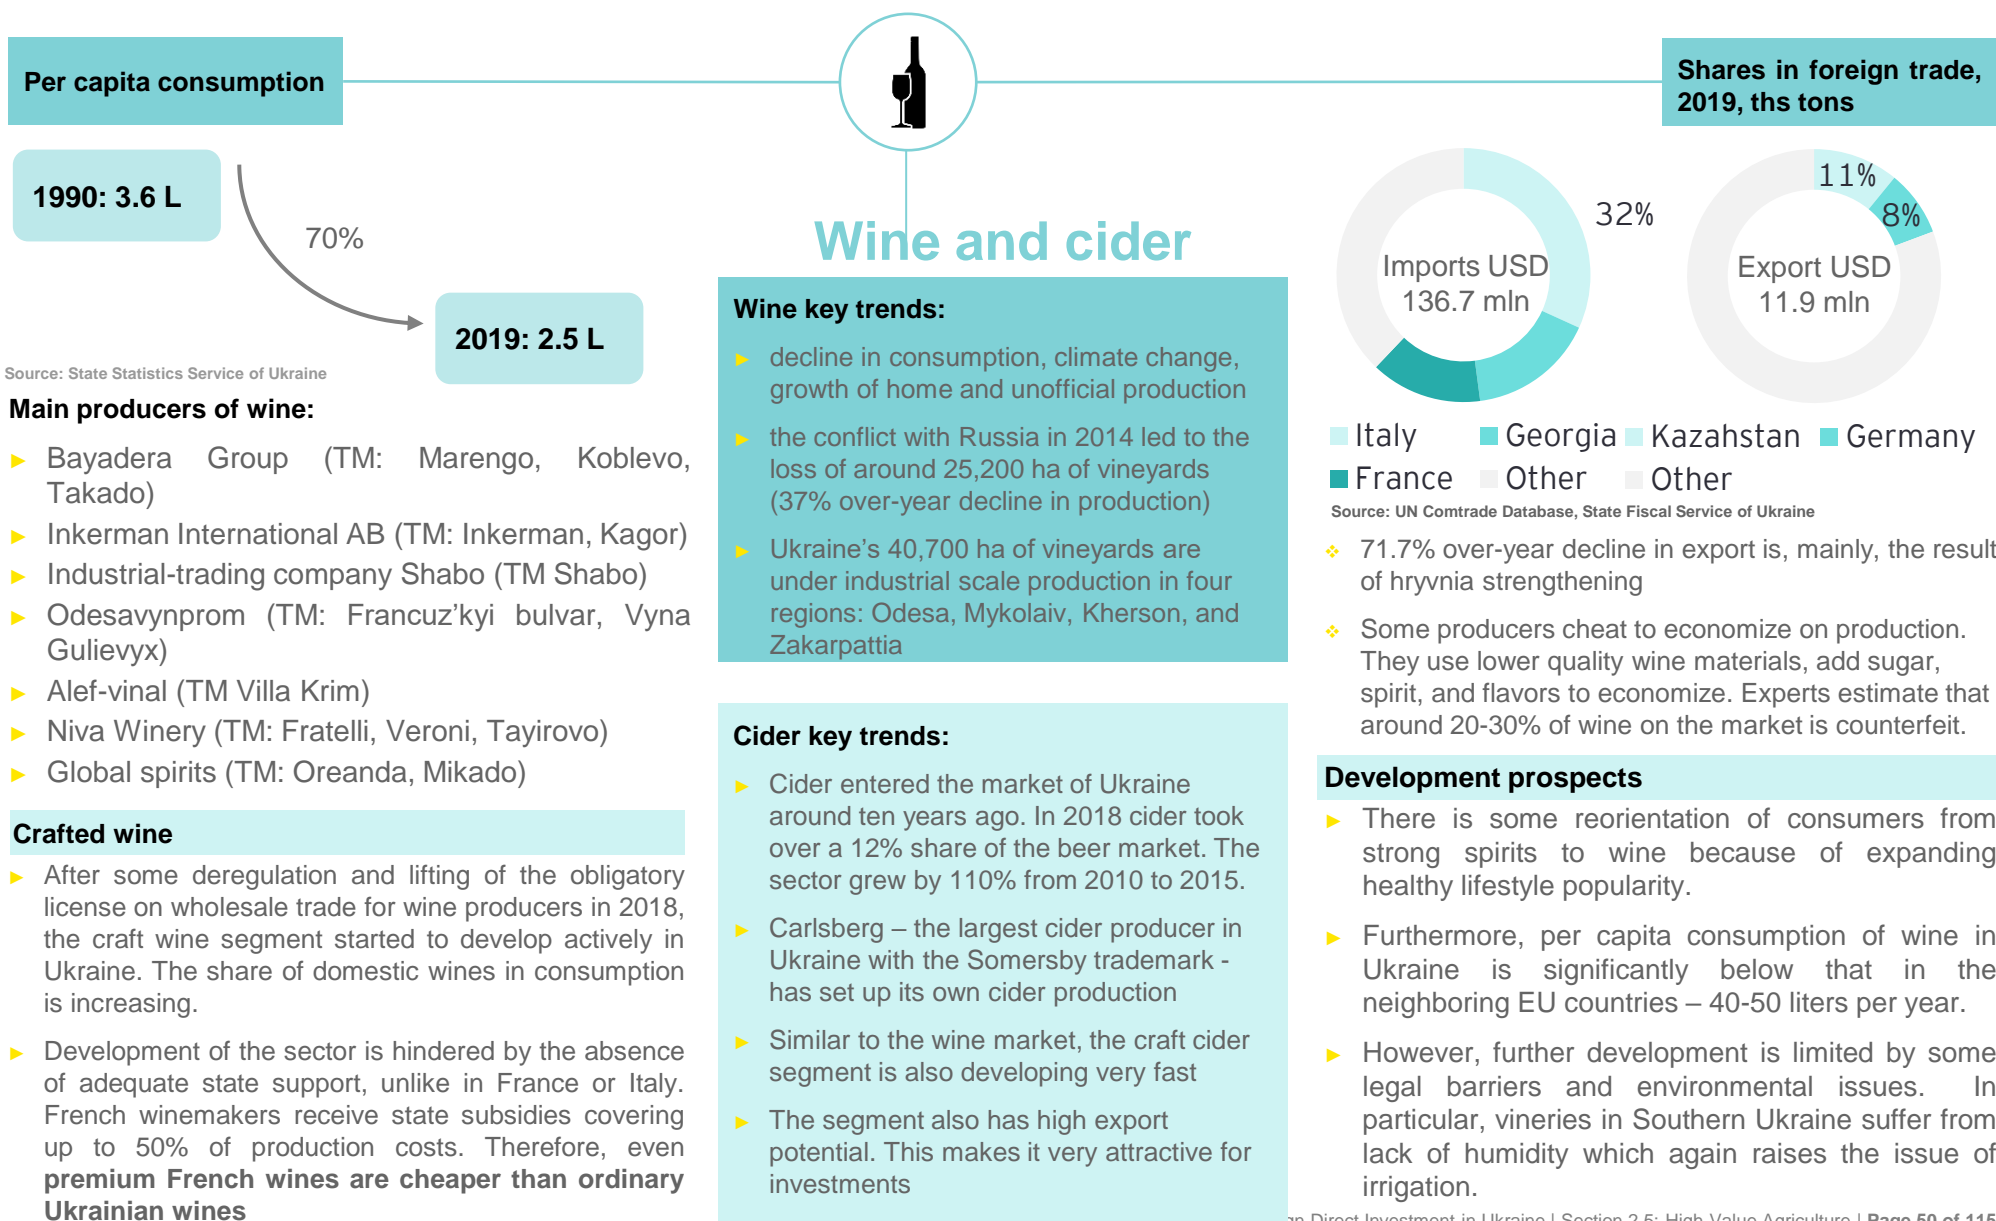 Per capita consumption
1990: 3.6 L
70%
2019: 2.5 L
Source: State Statistics Service of Ukraine
Main producers of wine:
► Bayadera Group (TM: Marengo, Koblevo,
Takado)
► Inkerman International AB (TM: Inkerman, Kagor)
► Industrial-trading company Shabo (TM Shabo)
► Odesavynprom (TM: Francuz’kyi bulvar, Vyna
Gulievyx)
► Alef-vinal (TM Villa Krim)
► Niva Winery (TM: Fratelli, Veroni, Tayirovo)
► Global spirits (TM: Oreanda, Mikado)
Crafted wine
► After some deregulation and lifting of the obligatory
license on wholesale trade for wine producers in 2018,
the craft wine segment started to develop actively in
Ukraine. The share of domestic wines in consumption
is increasing.
► Development of the sector is hindered by the absence
of adequate state support, unlike in France or Italy.
French winemakers receive state subsidies covering
up to 50% of production costs. Therefore, even
premium French wines are cheaper than ordinary
Ukrainian wines
Wine and cider
Wine key trends:
► decline in consumption, climate change,
growth of home and unofficial production
► the conflict with Russia in 2014 led to the
loss of around 25,200 ha of vineyards
(37% over-year decline in production)
► Ukraine’s 40,700 ha of vineyards are
under industrial scale production in four
regions: Odesa, Mykolaiv, Kherson, and
Zakarpattia
Cider key trends:
► Cider entered the market of Ukraine
around ten years ago. In 2018 cider took
over a 12% share of the beer market. The
sector grew by 110% from 2010 to 2015.
► Carlsberg – the largest cider producer in
Ukraine with the Somersby trademark -
has set up its own cider production
► Similar to the wine market, the craft cider
segment is also developing very fast
► The segment also has high export
potential. This makes it very attractive for
investments
Shares in foreign trade,
2019, ths tons
32%
Imports USD
136.7 mln
11%
8%
Export USD
11.9 mln
Italy Georgia Kazahstan Germany
France Other Other
Source: UN Comtrade Database, State Fiscal Service of Ukraine
❖ 71.7% over-year decline in export is, mainly, the result
of hryvnia strengthening
❖ Some producers cheat to economize on production.
They use lower quality wine materials, add sugar,
spirit, and flavors to economize. Experts estimate that
around 20-30% of wine on the market is counterfeit.
Development prospects
► There is some reorientation of consumers from
strong spirits to wine because of expanding
healthy lifestyle popularity.
► Furthermore, per capita consumption of wine in
Ukraine is significantly below that in the
neighboring EU countries – 40-50 liters per year.
► However, further development is limited by some
legal barriers and environmental issues. In
particular, vineries in Southern Ukraine suffer from
lack of humidity which again raises the issue of
irrigation.
Direct Investment in Ukraine | Section 2.5: High Value Agriculture | Page 50 of 115